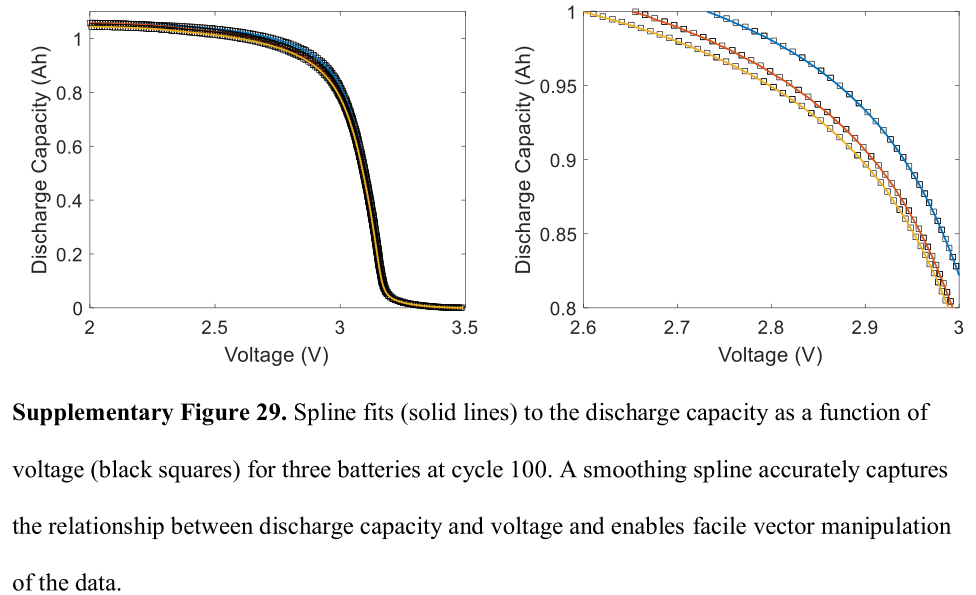 1
0.8
0.6
0.4
0.2
0
2
2.5
3
3.5
Discharge Capacity (Ah)
Voltage (V)
1
0.95
0.9
0.85
0.8
2.6
2.7
2.8
2.9
3
Discharge Capacity (Ah)
Voltage (V)
Supplementary Figure 29. Spline fits (solid lines) to the discharge capacity as a function of
voltage (black squares) for three batteries at cycle 100. A smoothing spline accurately captures
the relationship between discharge capacity and voltage and enables facile vector manipulation
of the data.